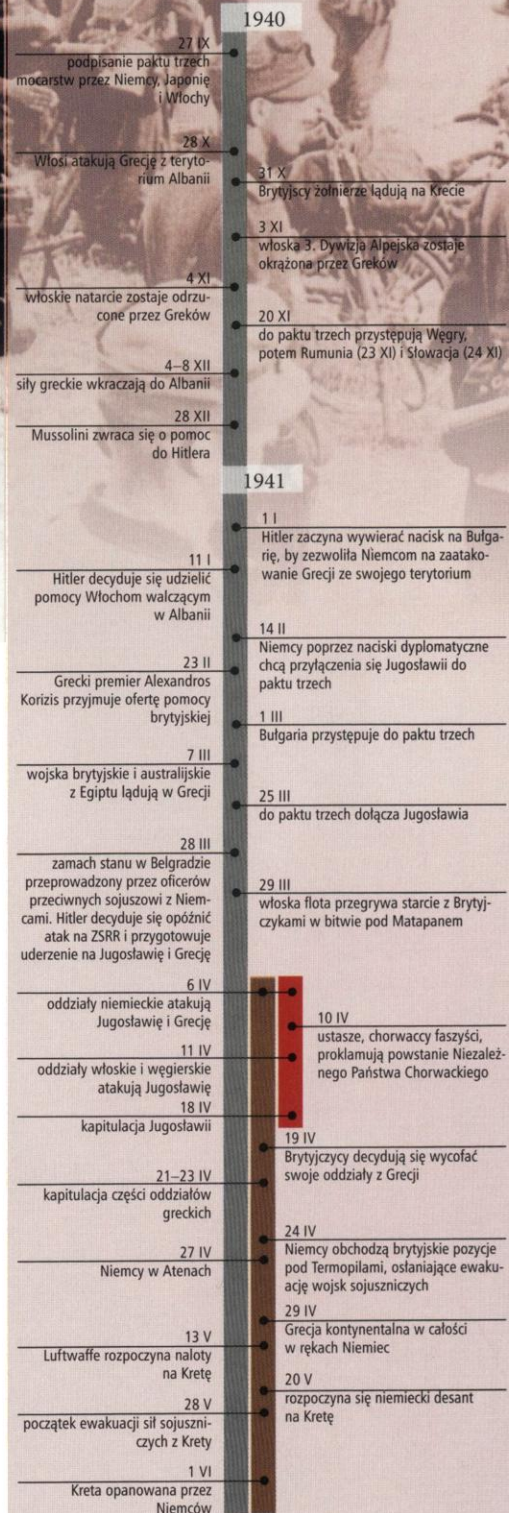 1940
27 IX
podpisanie paktu trzech
mocarstw przez Niemcy, Japonię
i Włochy
28 X
Włosi atakują Grecję z teryto-
rium Albanii
31 X
Brytyjscy żołnierze lądują na Krecie
3 XI
włoska 3. Dywizja Alpejska zostaje
okrążona przez Greków
4 XI
włoskie natarcie zostaje odrzu-
cone przez Greków
20 XI
do paktu trzech przystępują Węgry,
potem Rumunia (23 XI) i Słowacja (24 XI)
4–8 XII
siły greckie wkraczają do Albanii
28 XII
Mussolini zwraca się o pomoc
do Hitlera
1941
1 I
Hitler zaczyna wywierać nacisk na Bułga-
rię, by zezwoliła Niemcom na zaatako-
wanie Grecji ze swojego terytorium
11 I
Hitler decyduje się udzielić
pomocy Włochom walczącym
w Albanii
14 II
Niemcy poprzez naciski dyplomatyczne
chcą przyłączenia się Jugosławii do
paktu trzech
23 II
Grecki premier Alexandros
Korizis przyjmuje ofertę pomocy
brytyjskiej
1 III
Bułgaria przystępuje do paktu trzech
7 III
wojska brytyjskie i australijskie
z Egiptu lądują w Grecji
25 III
do paktu trzech dołącza Jugosławia
28 III
zamach stanu w Belgradzie
przeprowadzony przez oficerów
przeciwnych sojuszowi z Niem-
cami. Hitler decyduje się opóźnić
atak na ZSRR i przygotowuje
uderzenie na Jugosławię i Grecję
29 III
włoska flota przegrywa starcie z Brytyj-
czykami w bitwie pod Matapanem
6 IV
oddziały niemieckie atakują
Jugosławię i Grecję
10 IV
ustasze, chorwaccy faszyści,
proklamują powstanie Niezależ-
nego Państwa Chorwackiego
11 IV
oddziały włoskie i węgierskie
atakują Jugosławię
18 IV
kapitulacja Jugosławii
19 IV
Brytyjczycy decydują się wycofać
swoje oddziały z Grecji
21–23 IV
kapitulacja części oddziałów
greckich
24 IV
Niemcy obchodzą brytyjskie pozycje
pod Termopilami, osłaniające ewaku-
ację wojsk sojuszniczych
27 IV
Niemcy w Atenach
29 IV
Grecja kontynentalna w całości
w rękach Niemiec
13 V
Luftwaffe rozpoczyna naloty
na Kretę
20 V
rozpoczyna się niemiecki desant
na Kretę
28 V
początek ewakuacji sił sojuszni-
czych z Krety
1 VI
Kreta opanowana przez
Niemców